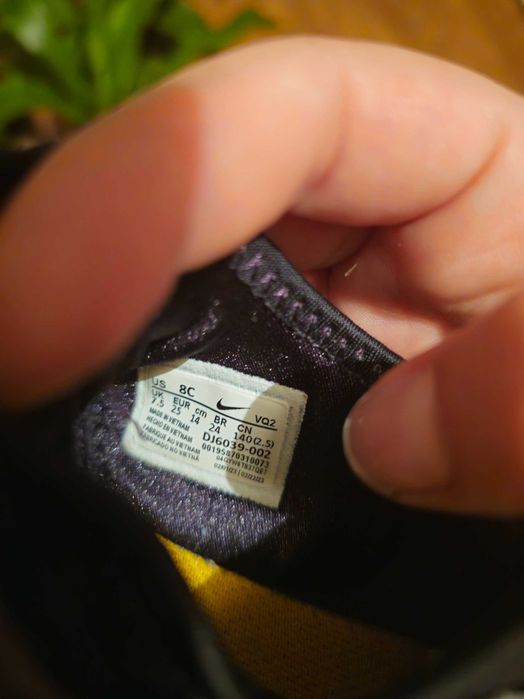 US 8C VQ2
UK EUR cm BR CN
7.5 25 14 24 140(2.5)
MADE IN VIETNAM DJ6039-002
HECHO EN VIETNAM 00195870310073
FABRIQUE AU VIETNAM
FABRICADO NO VIETNÃ